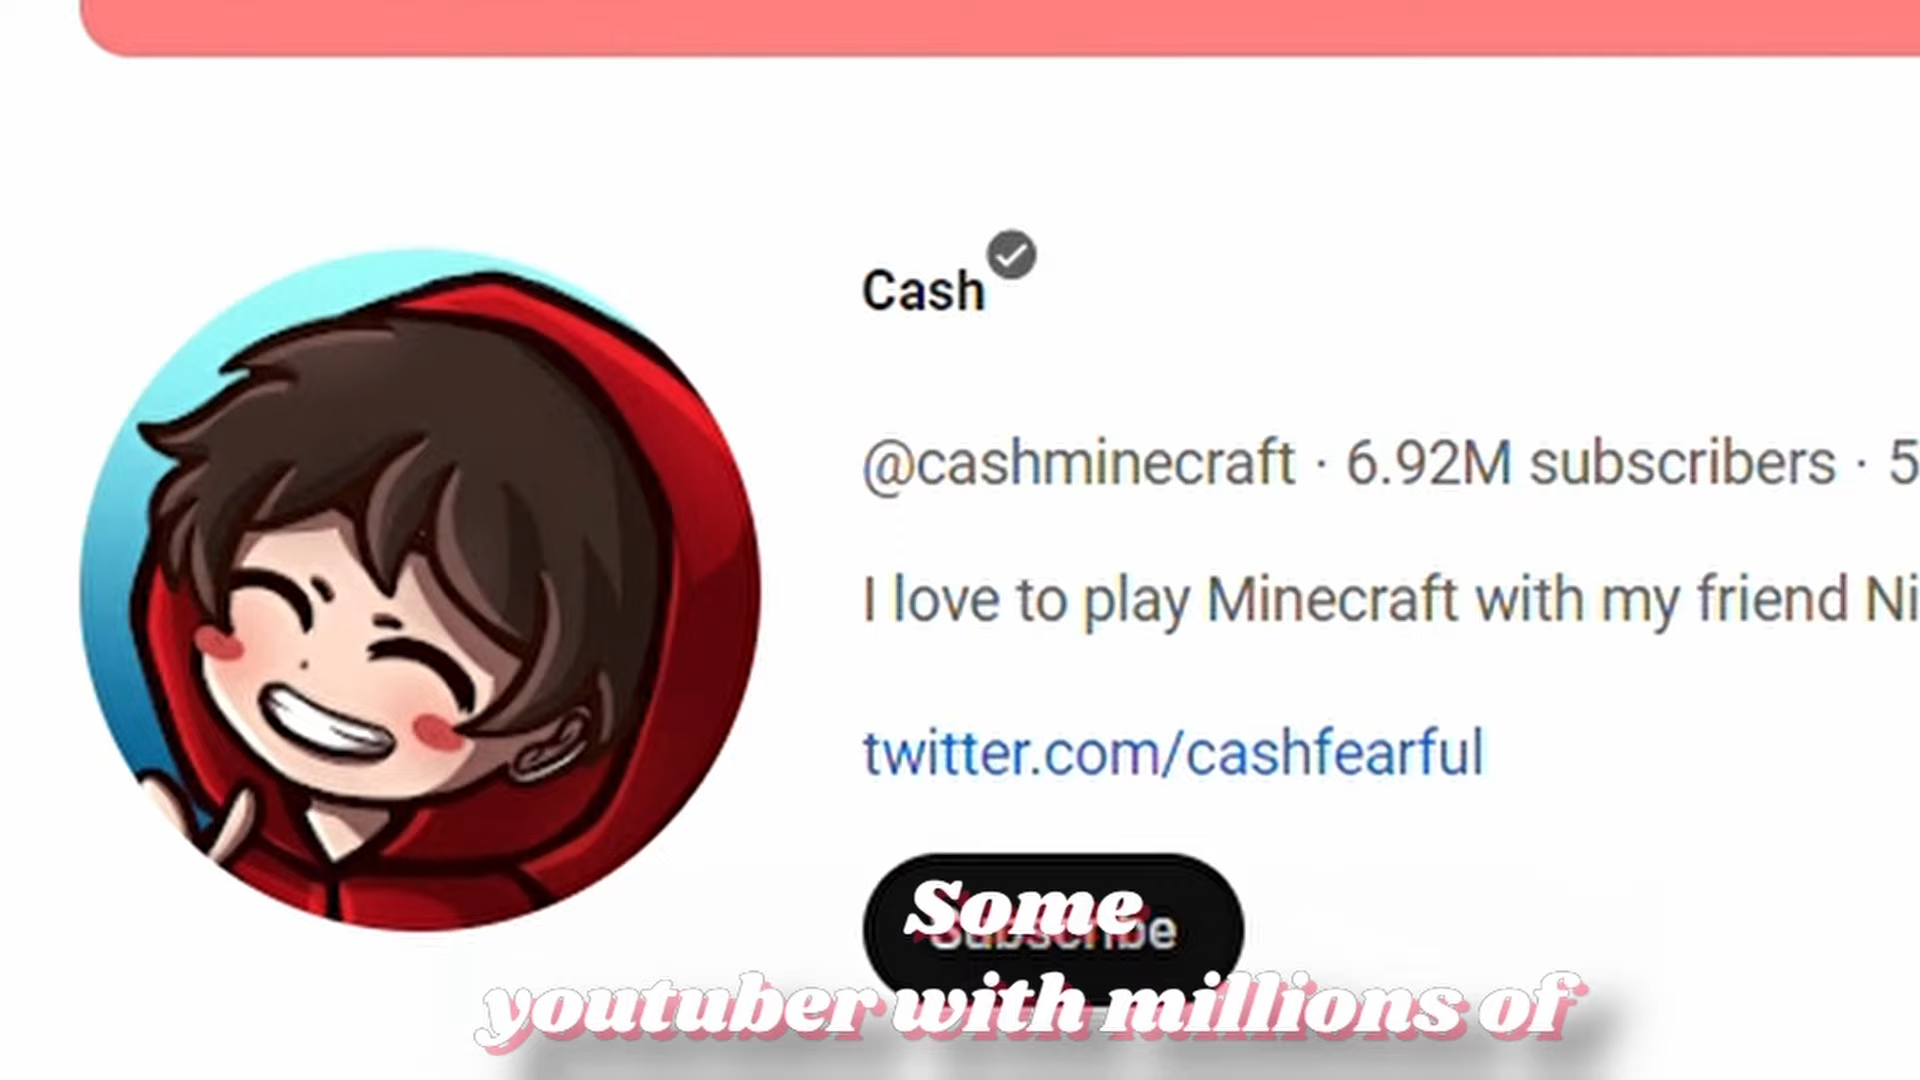 Cash
@cashminecraft · 6.92M subscribers · 5
I love to play Minecraft with my friend Ni
twitter.com/cashfearful
Subscribe
Some
youtuber with millions of